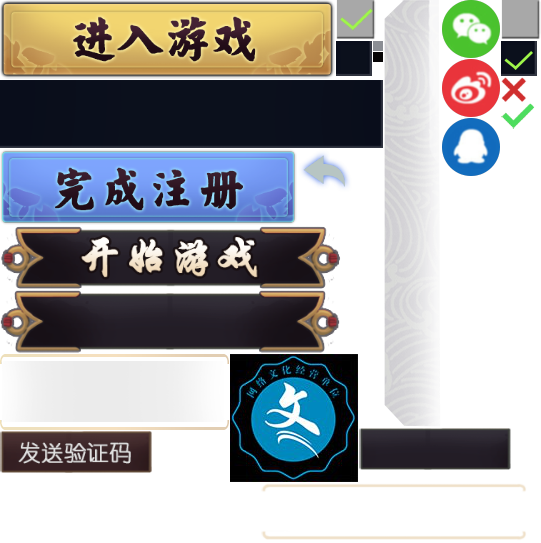 进入游戏
完成注册
开始游戏
网络文化经营单位
文
发送验证码